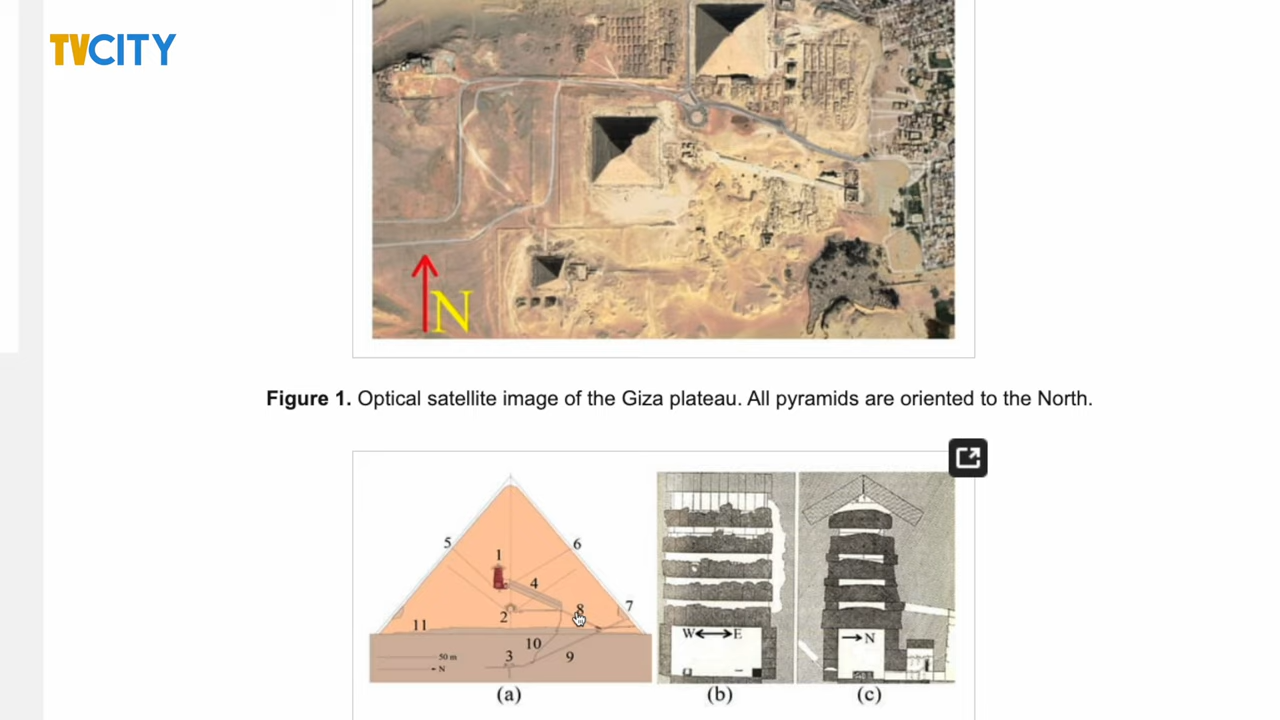 TVCITY
N
Figure 1. Optical satellite image of the Giza plateau. All pyramids are oriented to the North.
5
6
1
4
2
8
7
11
10
3
9
50 m
N
W E
N
(a)
(b)
(c)